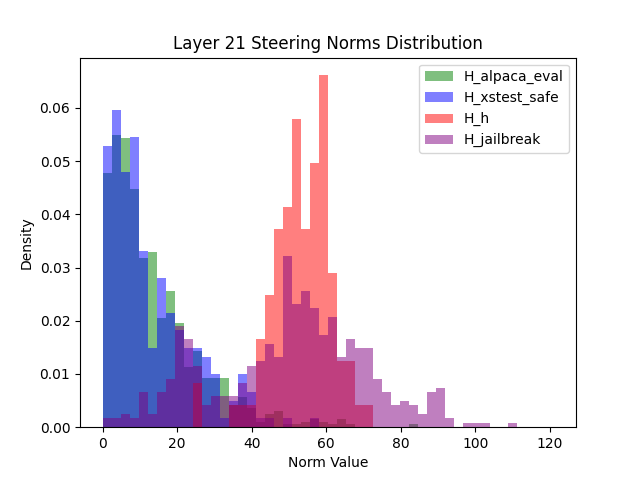 Layer 21 Steering Norms Distribution
H_alpaca_eval
H_xstest_safe
H_h
H_jailbreak
Density
0.06
0.05
0.04
0.03
0.02
0.01
0.00
0 20 40 60 80 100 120
Norm Value